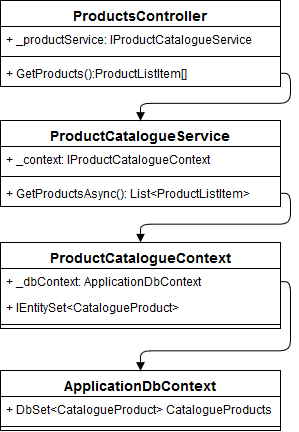 ProductsController
+ _productService: IProductCatalogueService
+ GetProducts():ProductListItem[]
ProductCatalogueService
+ _context: IProductCatalogueContext
+ GetProductsAsync(): List<ProductListItem>
ProductCatalogueContext
+ _dbContext: ApplicationDbContext
+ IEntitySet<CatalogueProduct>
ApplicationDbContext
+ DbSet<CatalogueProduct> CatalogueProducts